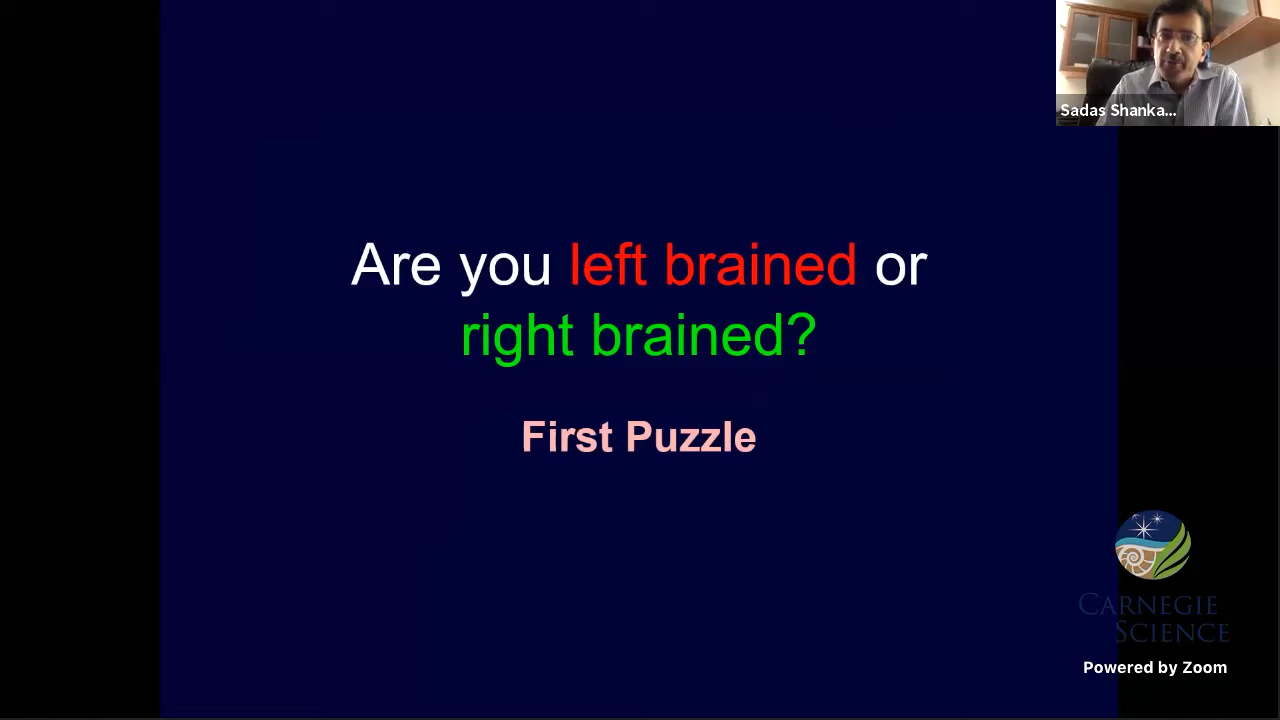 Sadas Shanka...
Are you left brained or
right brained?
First Puzzle
CARNEGIE
SCIENCE
Powered by Zoom